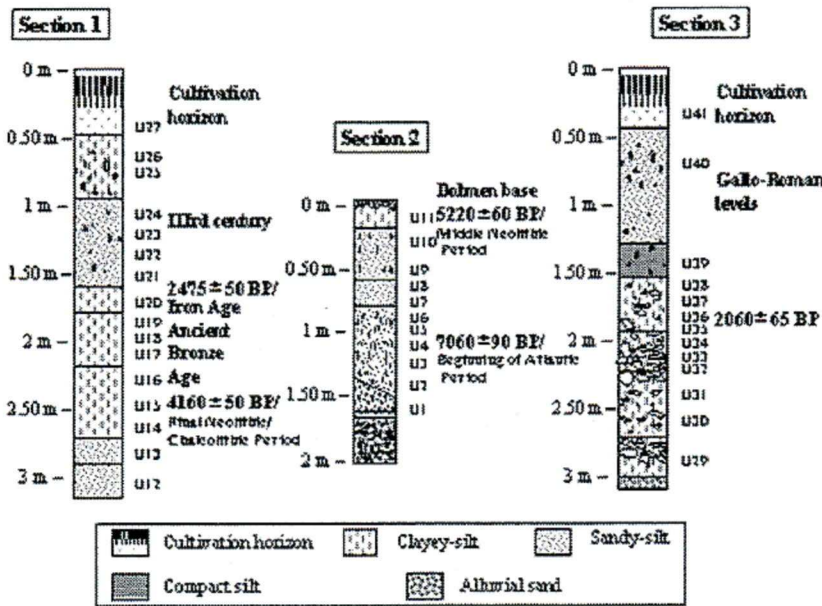 Section 1
0 m
0.50 m
1 m
1.50 m
2 m
2.50 m
3 m
Cultivation
horizon
U27
U26
U25
U24
IIIrd century
U23
U22
U21
2475±50 BP/
U20
Iron Age
U19
Ancient
U18
Bronze
U17
U16
Age
U15
4160±50 BP/
U14
Final Neolithic/
Chalcolithic Period
U13
U12
Section 2
0 m
0.50 m
1 m
1.50 m
2 m
Dolmen base
U11
5220±60 BP/
U10
Middle Neolithic
Period
U9
U8
U7
U6
U5
U4
7060±90 BP/
U3
Beginning of Atlantic
Period
U2
U1
Section 3
0 m
0.50 m
1 m
1.50 m
2 m
2.50 m
3 m
Cultivation
U41
horizon
U40
Gallo-Roman
levels
U39
U38
U37
U36
2060±65 BP
U35
U34
U33
U32
U31
U30
U29
Cultivation horizon
Clayey-silt
Sandy-silt
Compact silt
Alluvial sand